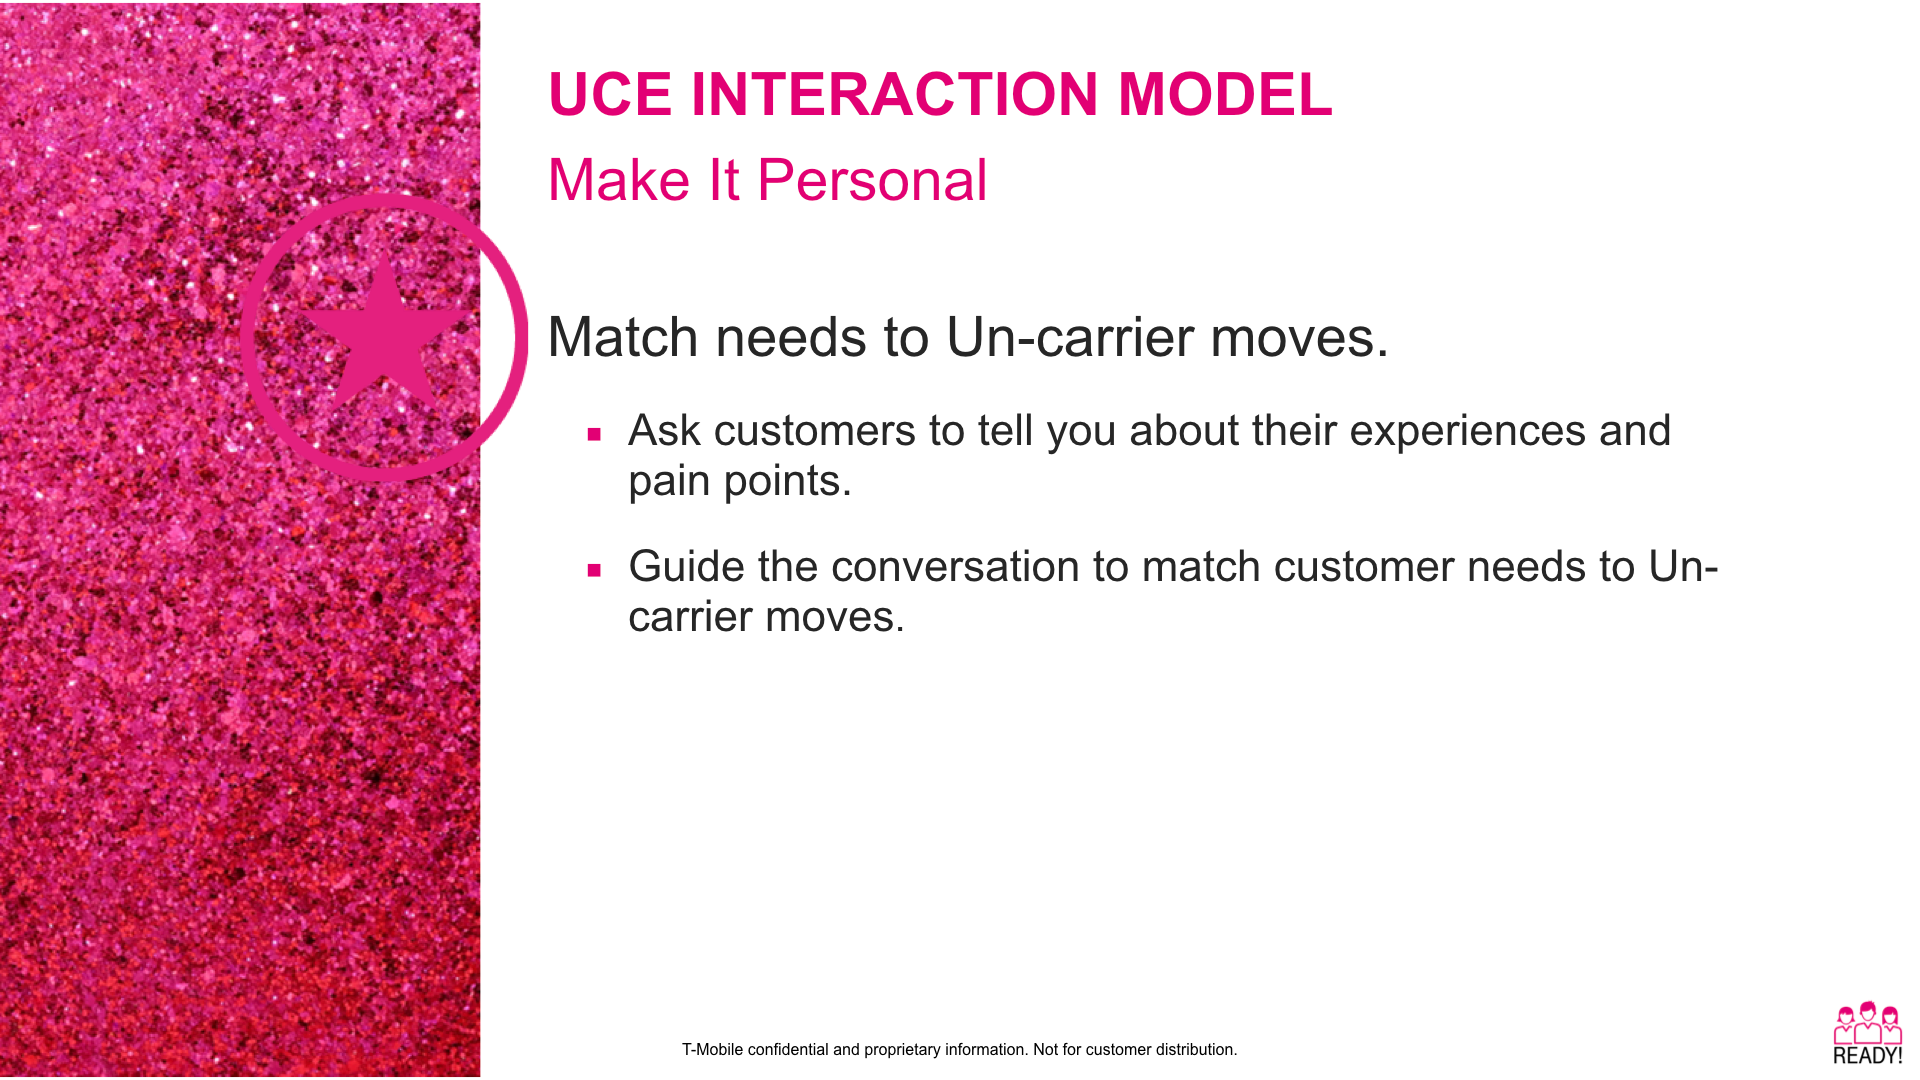 UCE INTERACTION MODEL
Make It Personal
Match needs to Un-carrier moves.
▪ Ask customers to tell you about their experiences and
pain points.
▪ Guide the conversation to match customer needs to Un-
carrier moves.
T-Mobile confidential and proprietary information. Not for customer distribution.
READY!